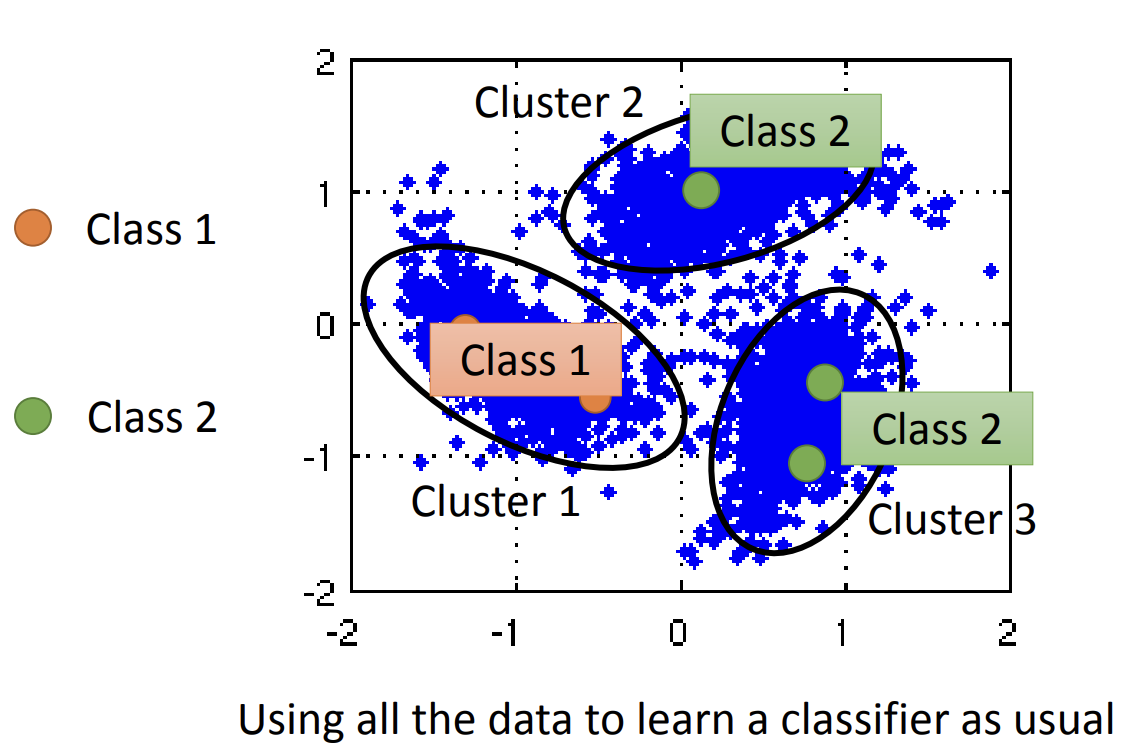 Class 1
Class 2
2
1
0
-1
-2
-2
-1
0
1
2
Cluster 2
Class 2
Class 1
Cluster 1
Class 2
Cluster 3
Using all the data to learn a classifier as usual